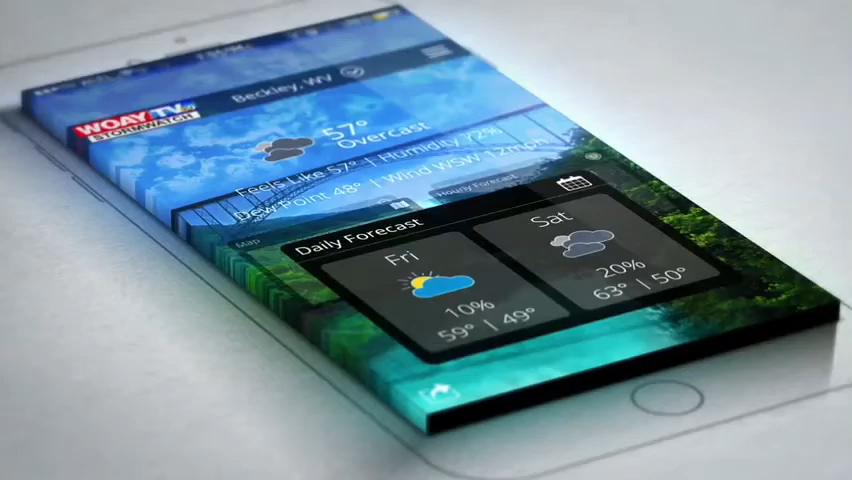 Beckley, WV
WOAY TV
STORMWATCH
57°
Overcast
Feels Like 57° | Humidity 72%
Dew Point 48° | Wind WSW 2mph
Map
Hourly Forecast
Daily Forecast
Fri
10%
59° | 49°
Sat
20%
63° | 50°